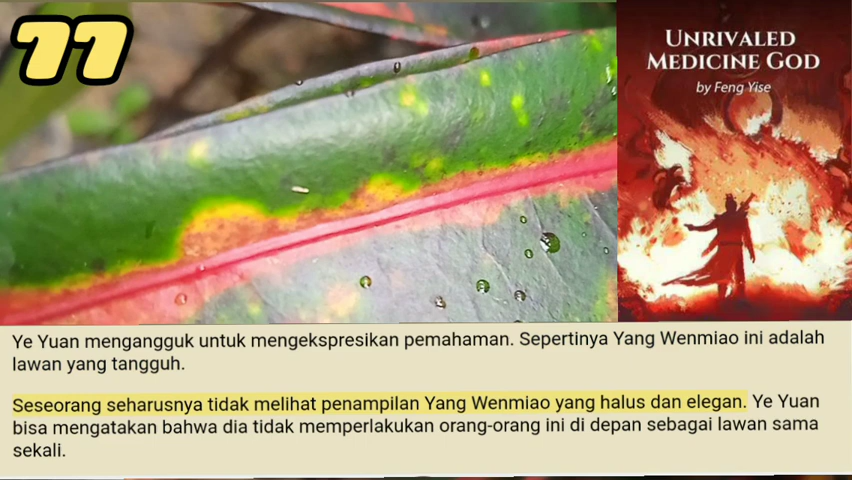 77
UNRIVALED
MEDICINE GOD
by Feng Yise
Ye Yuan mengangguk untuk mengekspresikan pemahaman. Sepertinya Yang Wenmiao ini adalah
lawan yang tangguh.
Seseorang seharusnya tidak melihat penampilan Yang Wenmiao yang halus dan elegan. Ye Yuan
bisa mengatakan bahwa dia tidak memperlakukan orang-orang ini di depan sebagai lawan sama
sekali.